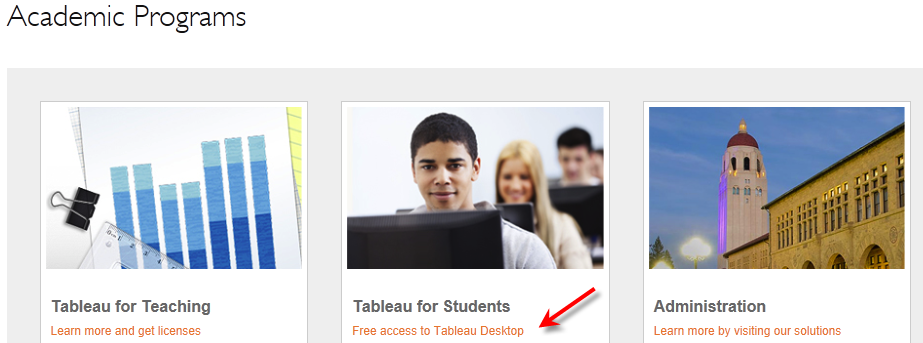 Academic Programs
Tableau for Teaching
Learn more and get licenses
Tableau for Students
Free access to Tableau Desktop
Administration
Learn more by visiting our solutions